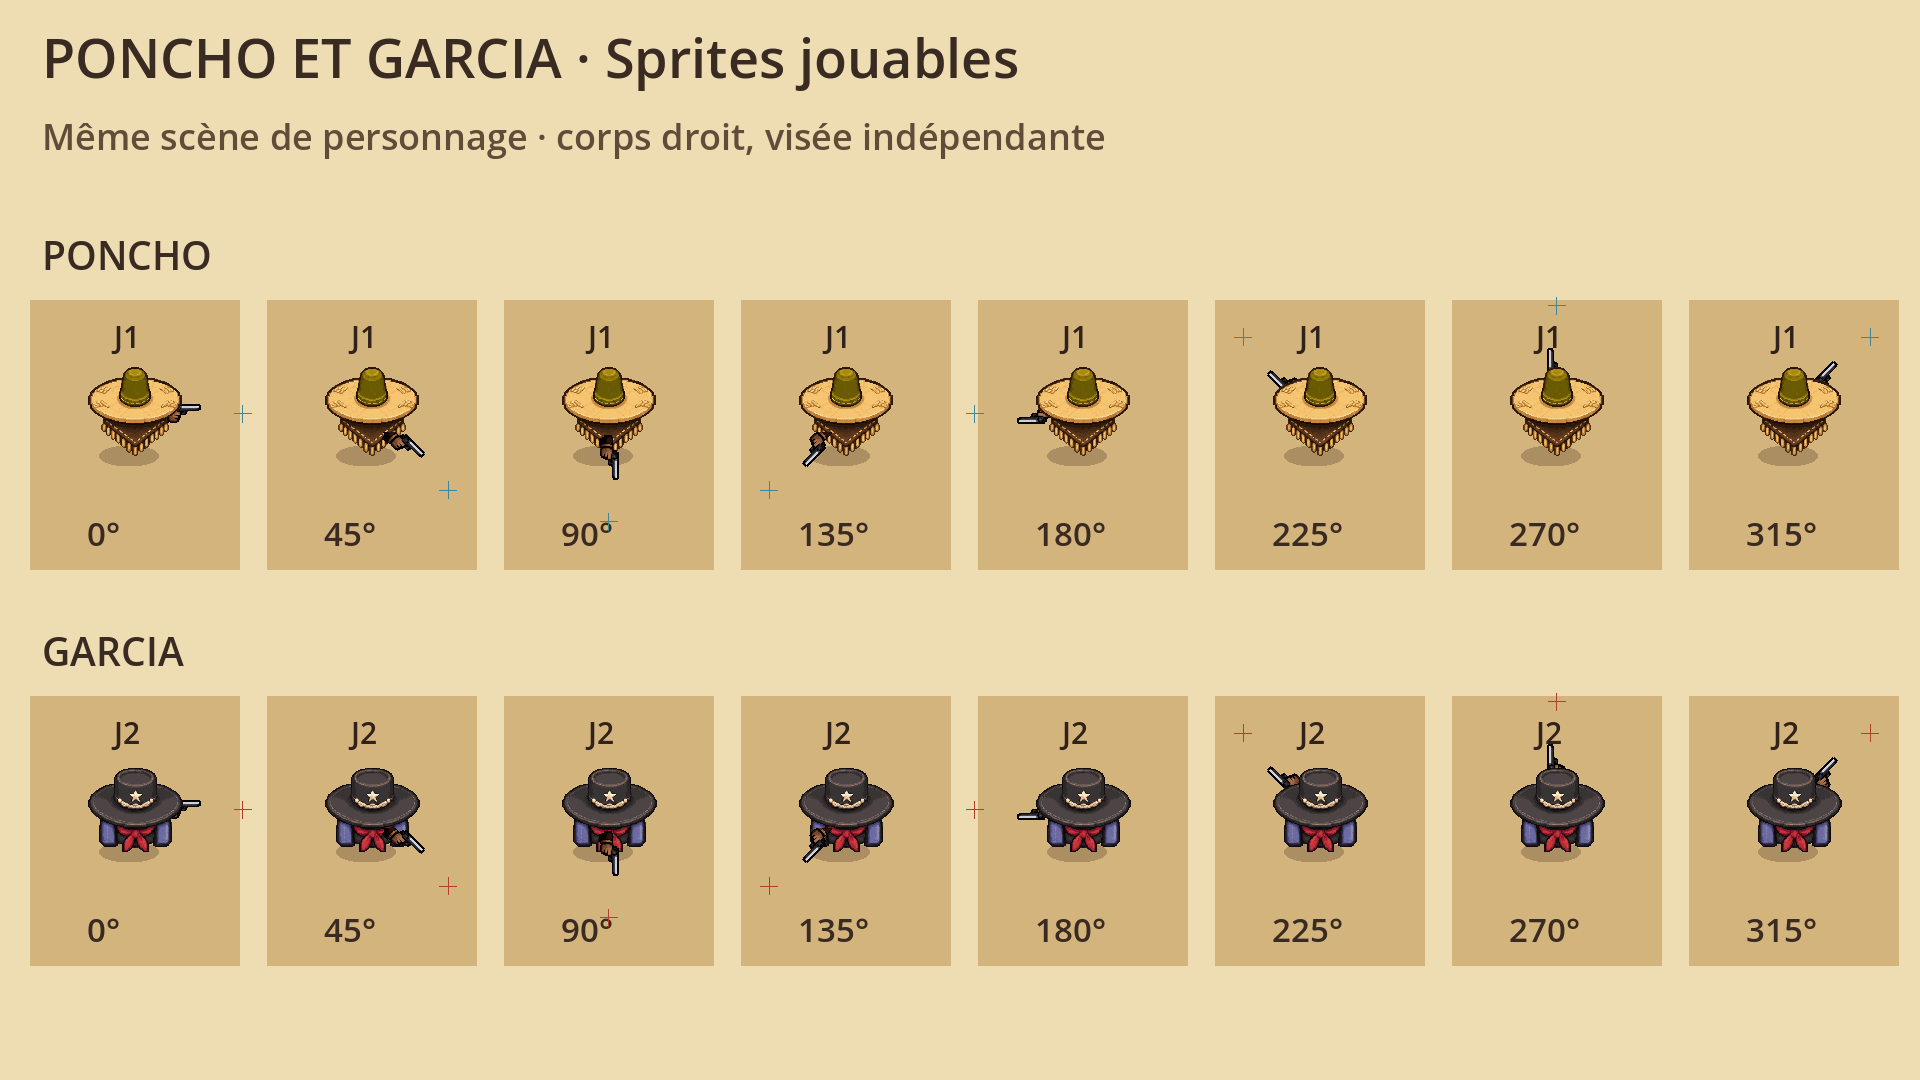 PONCHO ET GARCIA · Sprites jouables
Même scène de personnage · corps droit, visée indépendante
PONCHO
J1 J1 J1 J1 J1 J1 J1 J1
0° 45° 90° 135° 180° 225° 270° 315°
GARCIA
J2 J2 J2 J2 J2 J2 J2 J2
0° 45° 90° 135° 180° 225° 270° 315°